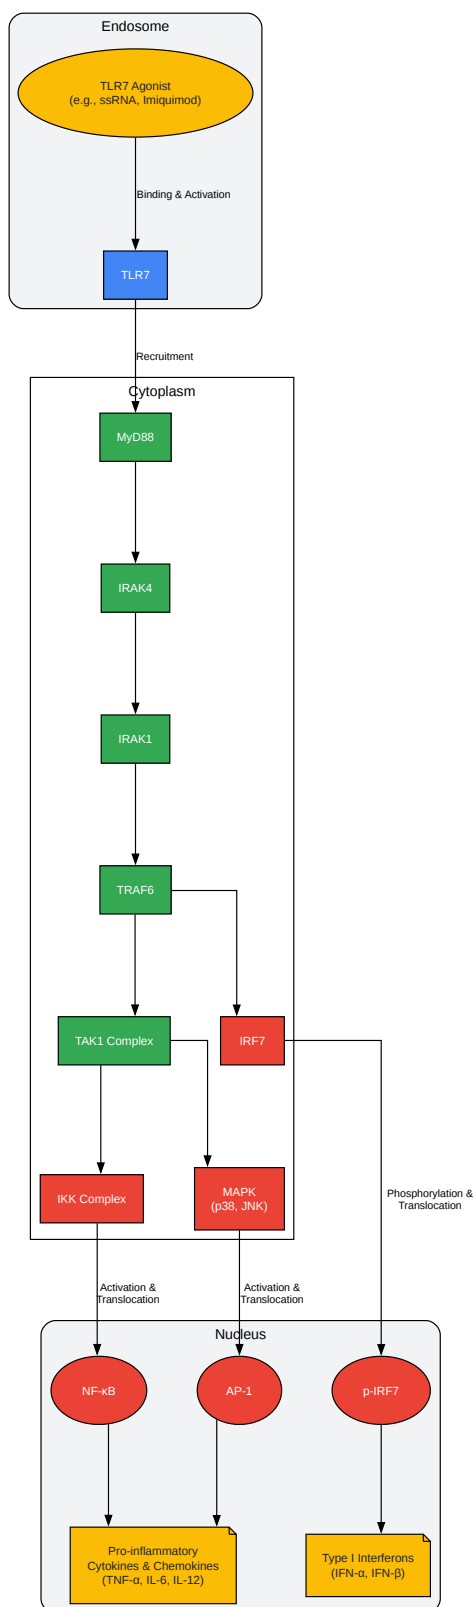 Endosome
TLR7 Agonist
(e.g., ssRNA, Imiquimod)
Binding & Activation
TLR7
Recruitment
Cytoplasm
MyD88
IRAK4
IRAK1
TRAF6
TAK1 Complex
IRF7
IKK Complex
MAPK
(p38, JNK)
Phosphorylation &
Translocation
Activation &
Translocation
Activation &
Translocation
Nucleus
NF-κB
AP-1
p-IRF7
Pro-inflammatory
Cytokines & Chemokines
(TNF-α, IL-6, IL-12)
Type I Interferons
(IFN-α, IFN-β)